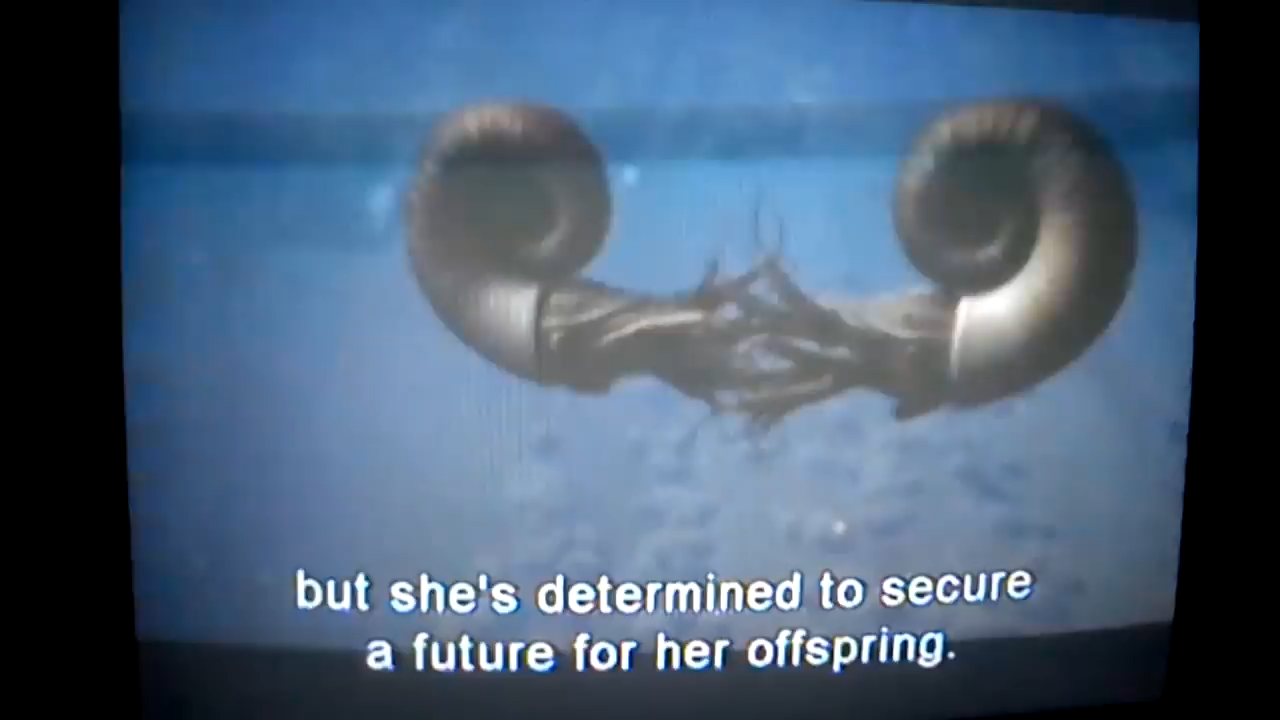 but she's determined to secure
a future for her offspring.